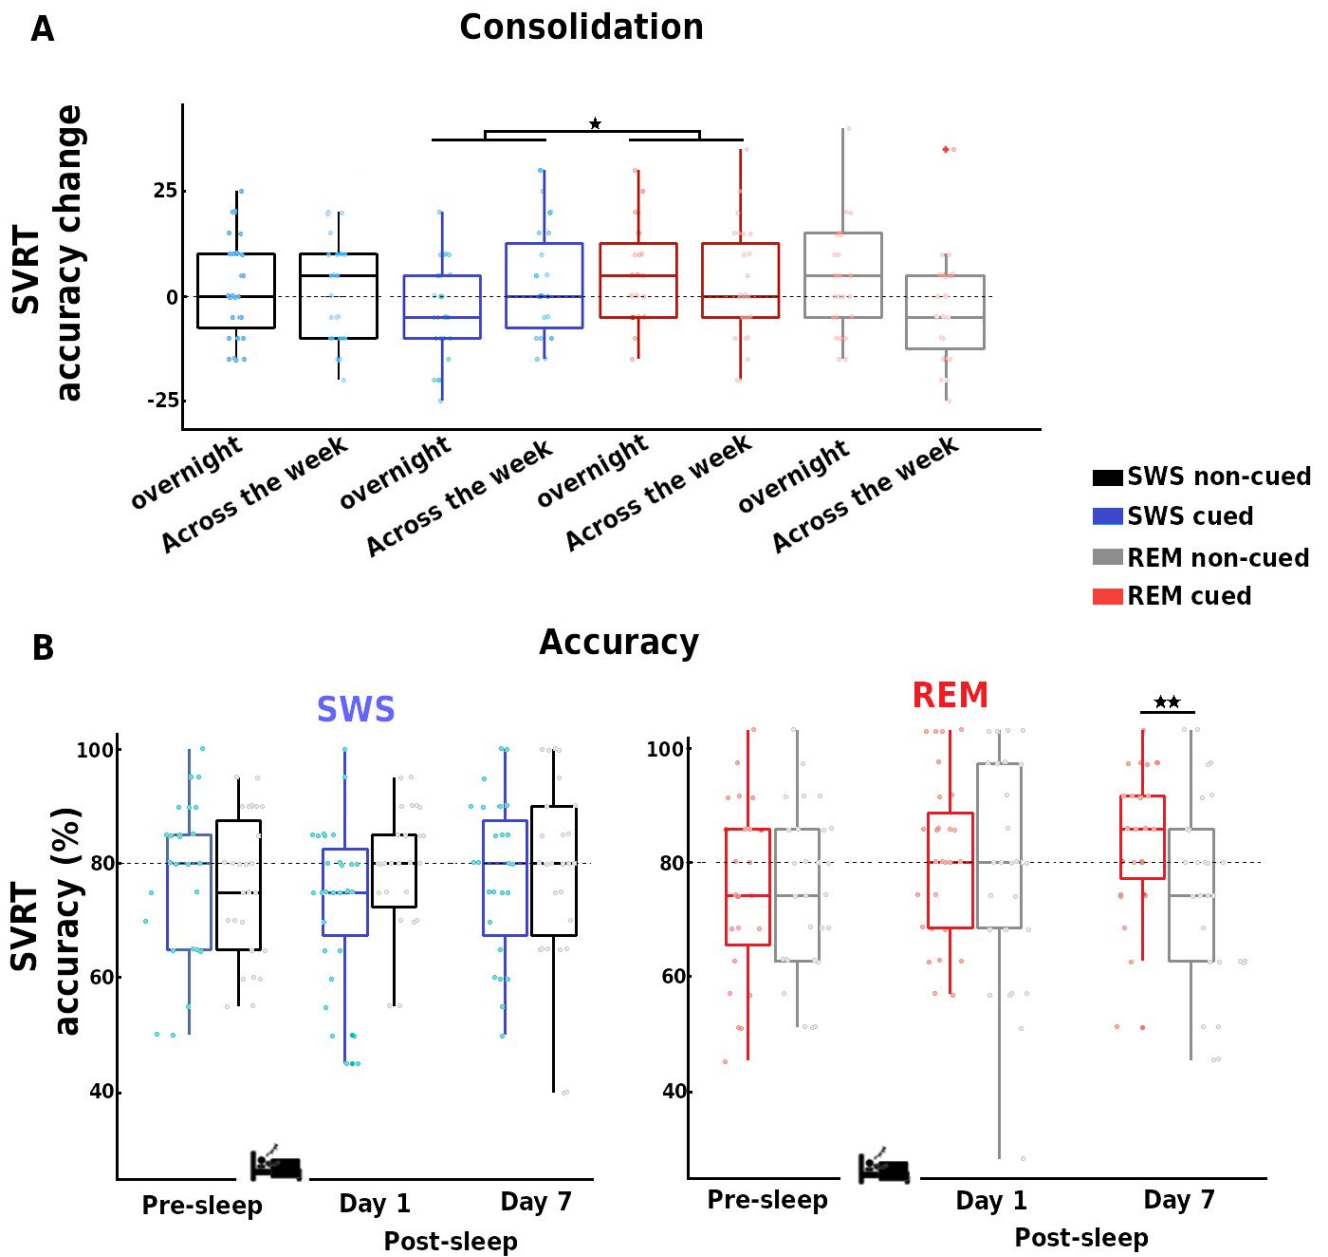 A
Consolidation
SVRT
accuracy change
25
0
-25
overnight
Across the week
overnight
Across the week
overnight
Across the week
overnight
Across the week
SWS non-cued
SWS cued
REM non-cued
REM cued
B
Accuracy
SWS
SVRT
accuracy (%)
100
80
60
40
Pre-sleep
Day 1
Day 7
Post-sleep
REM
100
80
60
40
Pre-sleep
Day 1
Day 7
Post-sleep